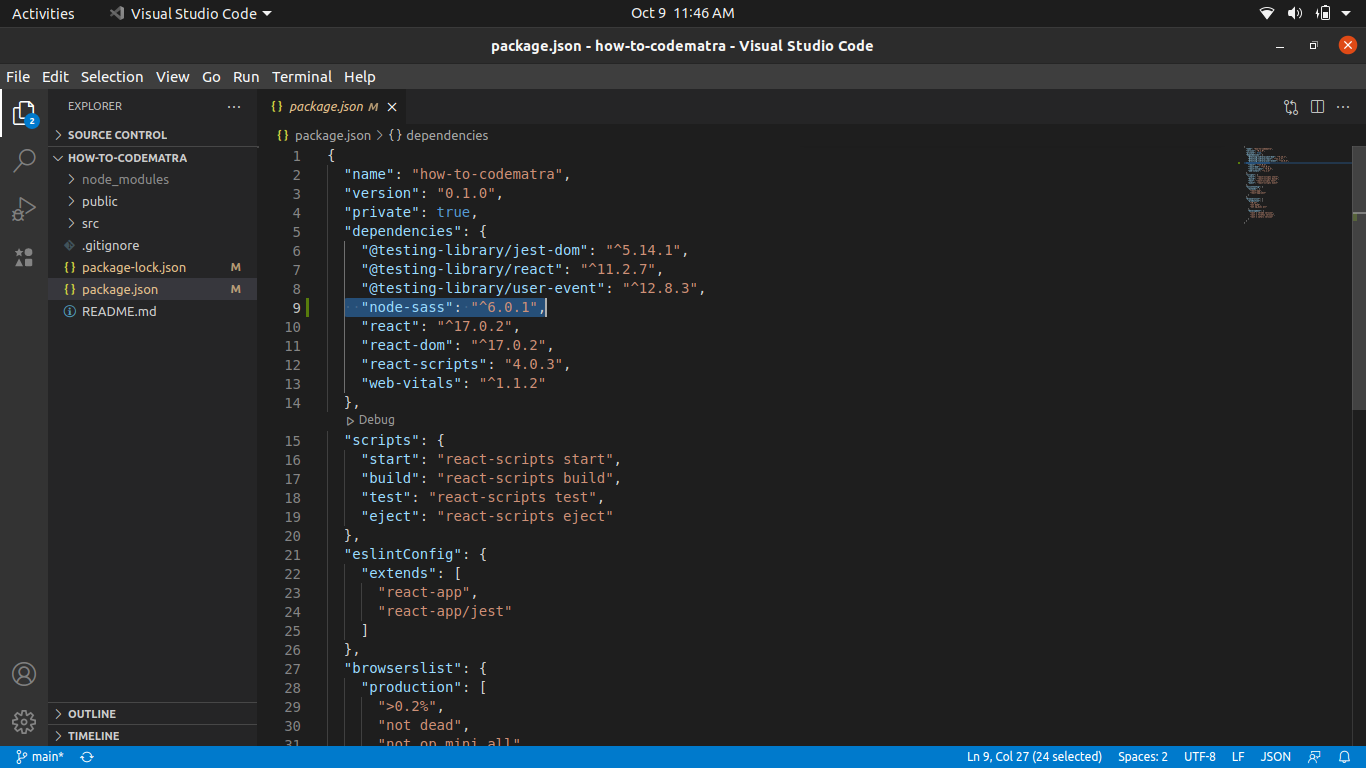 Activities
Visual Studio Code
Oct 9 11:46 AM
package.json - how-to-codematra - Visual Studio Code
File Edit Selection View Go Run Terminal Help
EXPLORER
SOURCE CONTROL
HOW-TO-CODEMATRA
node_modules
public
src
.gitignore
{} package-lock.json M
{} package.json M
README.md
OUTLINE
TIMELINE
2
{} package.json M
{} package.json > {} dependencies
1 {
2 "name": "how-to-codematra",
3 "version": "0.1.0",
4 "private": true,
5 "dependencies": {
6 "@testing-library/jest-dom": "^5.14.1",
7 "@testing-library/react": "^11.2.7",
8 "@testing-library/user-event": "^12.8.3",
9 "node-sass": "^6.0.1",
10 "react": "^17.0.2",
11 "react-dom": "^17.0.2",
12 "react-scripts": "4.0.3",
13 "web-vitals": "^1.1.2"
14 },
Debug
15 "scripts": {
16 "start": "react-scripts start",
17 "build": "react-scripts build",
18 "test": "react-scripts test",
19 "eject": "react-scripts eject"
20 },
21 "eslintConfig": {
22 "extends": [
23 "react-app",
24 "react-app/jest"
25 ]
26 },
27 "browserslist": {
28 "production": [
29 ">0.2%",
30 "not dead",
31 "not op_mini all"
main*
Ln 9, Col 27 (24 selected)
Spaces: 2
UTF-8
LF
JSON